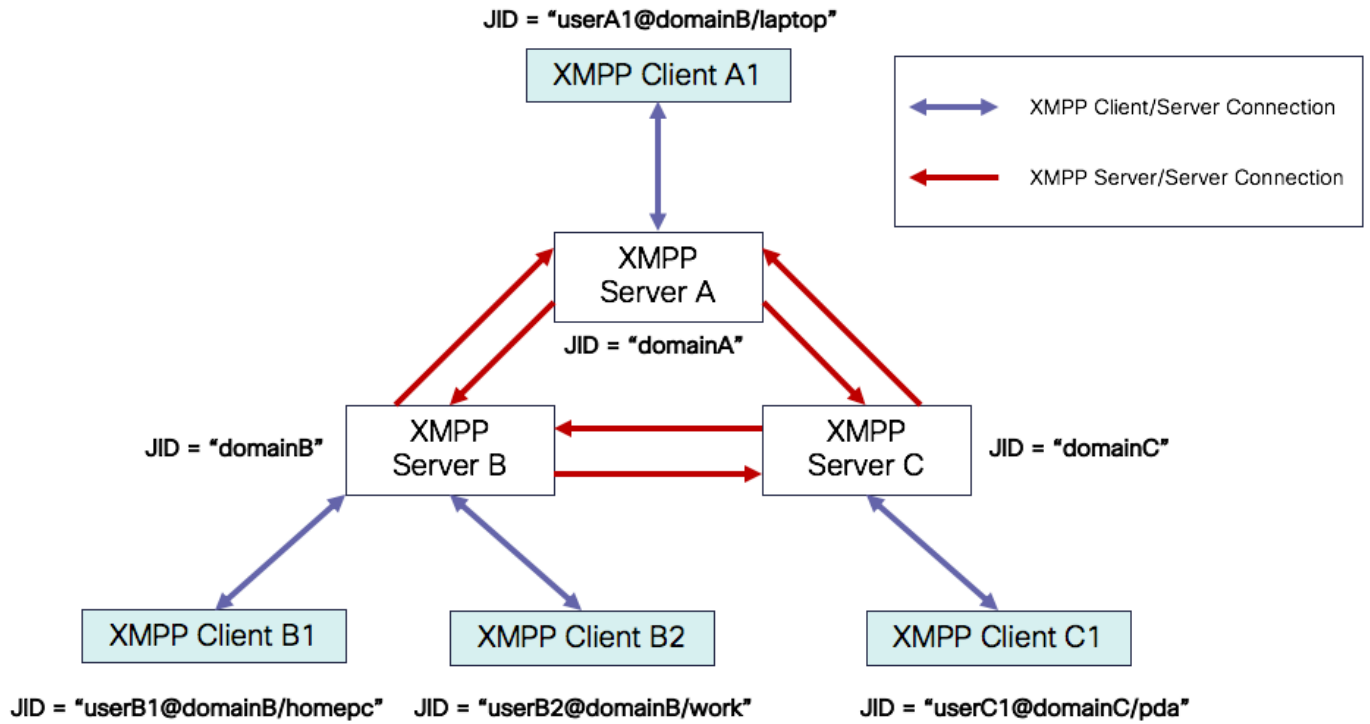 JID = “userA1@domainB/laptop”
XMPP Client A1
XMPP Client/Server Connection
XMPP Server/Server Connection
XMPP
Server A
JID = “domainA”
JID = “domainB”
XMPP
Server B
XMPP
Server C
JID = “domainC”
XMPP Client B1
XMPP Client B2
XMPP Client C1
JID = “userB1@domainB/homepc”
JID = “userB2@domainB/work”
JID = “userC1@domainC/pda”